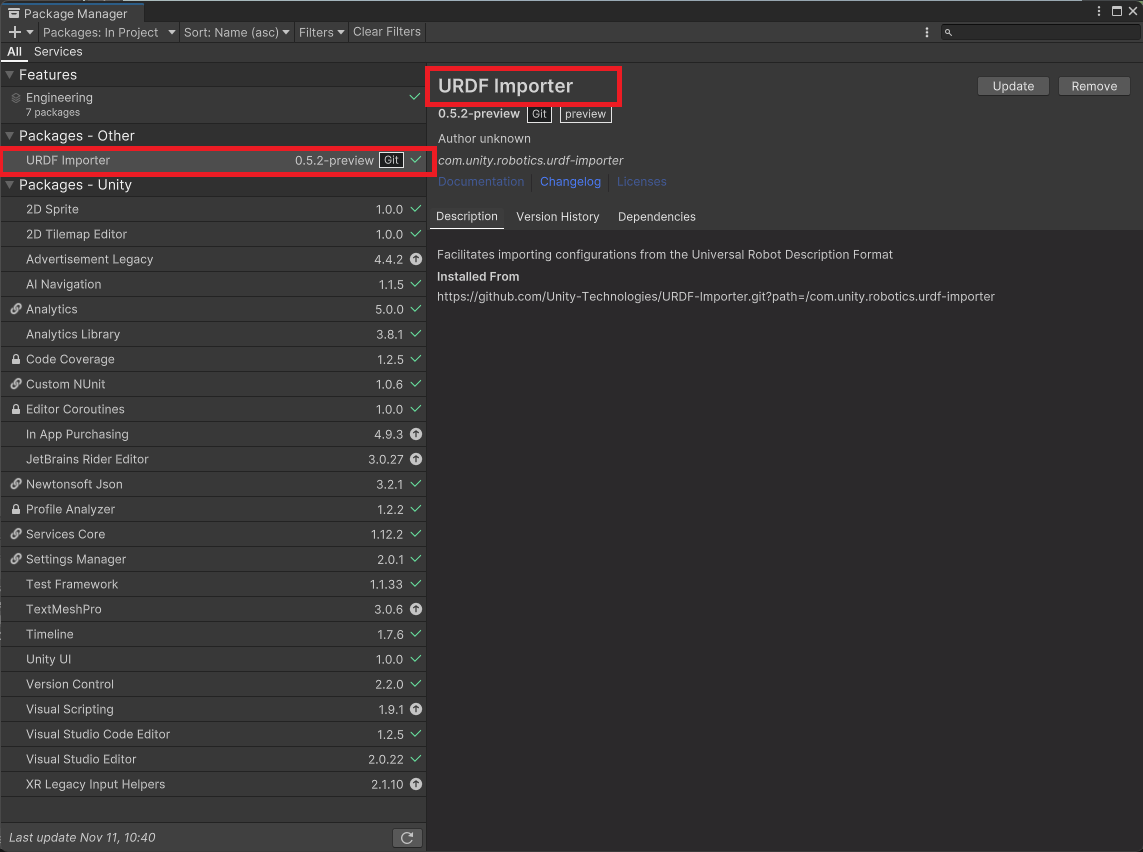 Package Manager
Packages: In Project Sort: Name (asc) Filters Clear Filters
All Services
Features
Engineering
7 packages
Packages - Other
URDF Importer 0.5.2-preview Git
Packages - Unity
2D Sprite 1.0.0
2D Tilemap Editor 1.0.0
Advertisement Legacy 4.4.2
AI Navigation 1.1.5
Analytics 5.0.0
Analytics Library 3.8.1
Code Coverage 1.2.5
Custom NUnit 1.0.6
Editor Coroutines 1.0.0
In App Purchasing 4.9.3
JetBrains Rider Editor 3.0.27
Newtonsoft Json 3.2.1
Profile Analyzer 1.2.2
Services Core 1.12.2
Settings Manager 2.0.1
Test Framework 1.1.33
TextMeshPro 3.0.6
Timeline 1.7.6
Unity UI 1.0.0
Version Control 2.2.0
Visual Scripting 1.9.1
Visual Studio Code Editor 1.2.5
Visual Studio Editor 2.0.22
XR Legacy Input Helpers 2.1.10
Last update Nov 11, 10:40
URDF Importer
Update Remove
0.5.2-preview Git preview
Author unknown
com.unity.robotics.urdf-importer
Documentation Changelog Licenses
Description Version History Dependencies
Facilitates importing configurations from the Universal Robot Description Format
Installed From
https://github.com/Unity-Technologies/URDF-Importer.git?path=/com.unity.robotics.urdf-importer